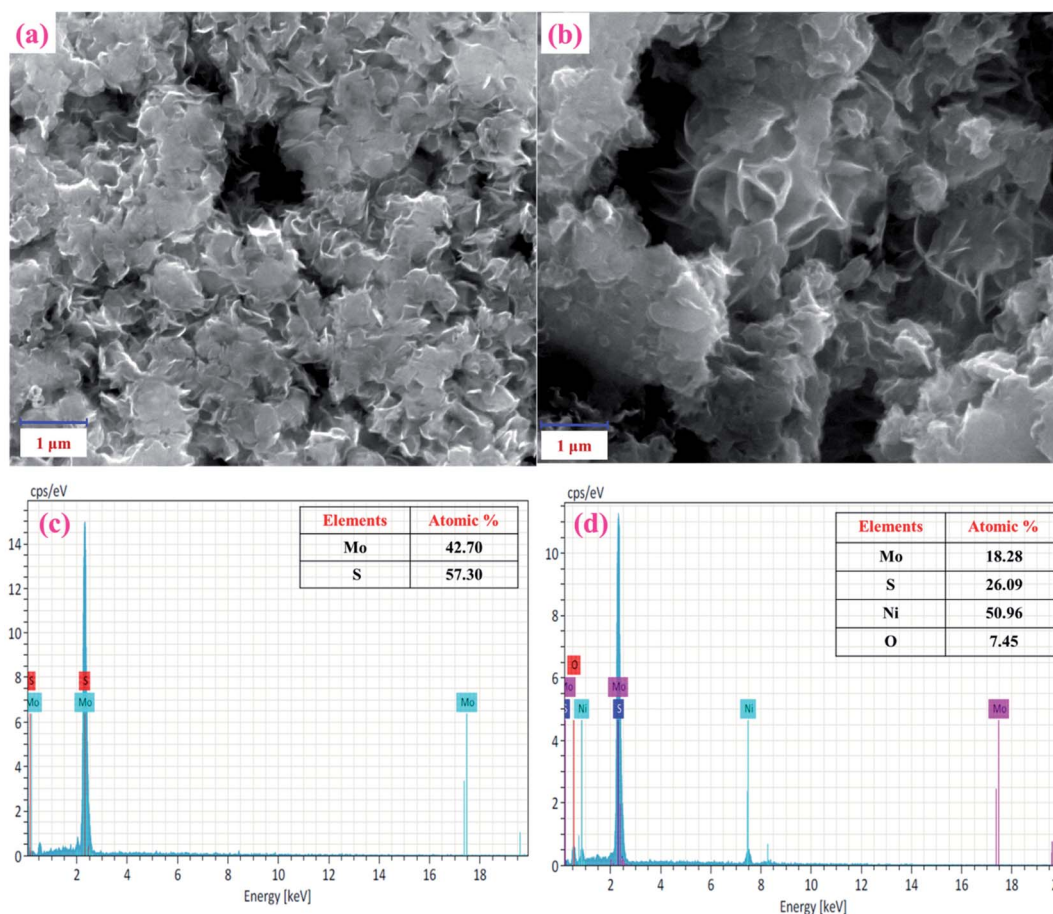 (a)
1 µm
(b)
1 µm
cps/eV
(c)
Elements Atomic %
Mo 42.70
S 57.30
14
12
10
8
6
4
2
0
S
Mo
S
Mo
Mo
2 4 6 8 10 12 14 16 18
Energy [keV]
cps/eV
(d)
Elements Atomic %
Mo 18.28
S 26.09
Ni 50.96
O 7.45
10
8
6
4
2
0
O
Mo
S
Ni
Mo
S
Ni
Mo
0 2 4 6 8 10 12 14 16 18
Energy [keV]